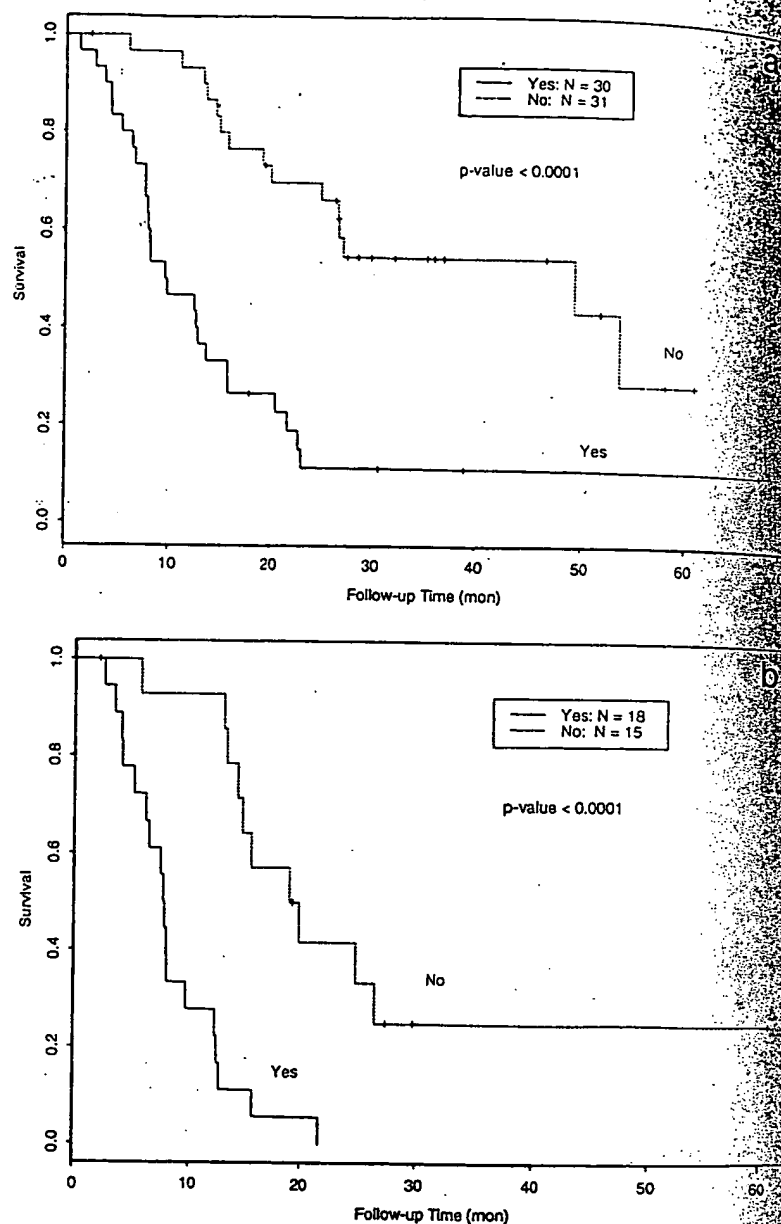 a
1.0
0.8
0.6
0.4
0.2
0.0
Survival
Yes: N = 30
No: N = 31
p-value < 0.0001
No
Yes
0 10 20 30 40 50 60
Follow-up Time (mon)
b
1.0
0.8
0.6
0.4
0.2
0.0
Survival
Yes: N = 18
No: N = 15
p-value < 0.0001
No
Yes
0 10 20 30 40 50 60
Follow-up Time (mon)